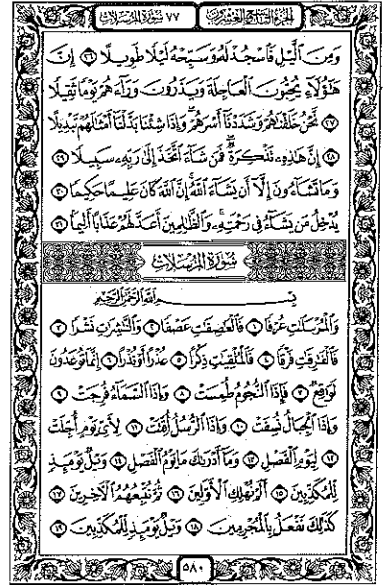 الجزء التاسع والعشرون ٧٧ سورة المرسلات
وَمِنَ ٱلَّيْلِ فَٱسْجُدْ لَهُۥ وَسَبِّحْهُ لَيْلًا طَوِيلًا ٢٦ إِنَّ
هَٰٓؤُلَآءِ يُحِبُّونَ ٱلْعَاجِلَةَ وَيَذَرُونَ وَرَآءَهُمْ يَوْمًا ثَقِيلًا
٢٧ نَّحْنُ خَلَقْنَٰهُمْ وَشَدَدْنَآ أَسْرَهُمْ وَإِذَا شِئْنَا بَدَّلْنَآ أَمْثَٰلَهُمْ تَبْدِيلًا
٢٨ إِنَّ هَٰذِهِۦ تَذْكِرَةٌ فَمَن شَآءَ ٱتَّخَذَ إِلَىٰ رَبِّهِۦ سَبِيلًا ٢٩
وَمَا تَشَآءُونَ إِلَّآ أَن يَشَآءَ ٱللَّهُ إِنَّ ٱللَّهَ كَانَ عَلِيمًا حَكِيمًا ٣٠
يُدْخِلُ مَن يَشَآءُ فِى رَحْمَتِهِۦ وَٱلظَّٰلِمِينَ أَعَدَّ لَهُمْ عَذَابًا أَلِيمًۢا ٣١
سورة المرسلات
بِسْمِ ٱللَّهِ ٱلرَّحْمَٰنِ ٱلرَّحِيمِ
وَٱلْمُرْسَلَٰتِ عُرْفًا ١ فَٱلْعَٰصِفَٰتِ عَصْفًا ٢ وَٱلنَّٰشِرَٰتِ نَشْرًا ٣
فَٱلْفَٰرِقَٰتِ فَرْقًا ٤ فَٱلْمُلْقِيَٰتِ ذِكْرًا ٥ عُذْرًا أَوْ نُذْرًا ٦ إِنَّمَا تُوعَدُونَ
لَوَٰقِعٌ ٧ فَإِذَا ٱلنُّجُومُ طُمِسَتْ ٨ وَإِذَا ٱلسَّمَآءُ فُرِجَتْ ٩
وَإِذَا ٱلْجِبَالُ نُسِفَتْ ١٠ وَإِذَا ٱلرُّسُلُ أُقِّتَتْ ١١ لِأَىِّ يَوْمٍ أُجِّلَتْ
١٢ لِيَوْمِ ٱلْفَصْلِ ١٣ وَمَآ أَدْرَىٰكَ مَا يَوْمُ ٱلْفَصْلِ ١٤ وَيْلٌ يَوْمَئِذٍ
لِّلْمُكَذِّبِينَ ١٥ أَلَمْ نُهْلِكِ ٱلْأَوَّلِينَ ١٦ ثُمَّ نُتْبِعُهُمُ ٱلْءَاخِرِينَ ١٧
كَذَٰلِكَ نَفْعَلُ بِٱلْمُجْرِمِينَ ١٨ وَيْلٌ يَوْمَئِذٍ لِّلْمُكَذِّبِينَ ١٩
٥٨٠